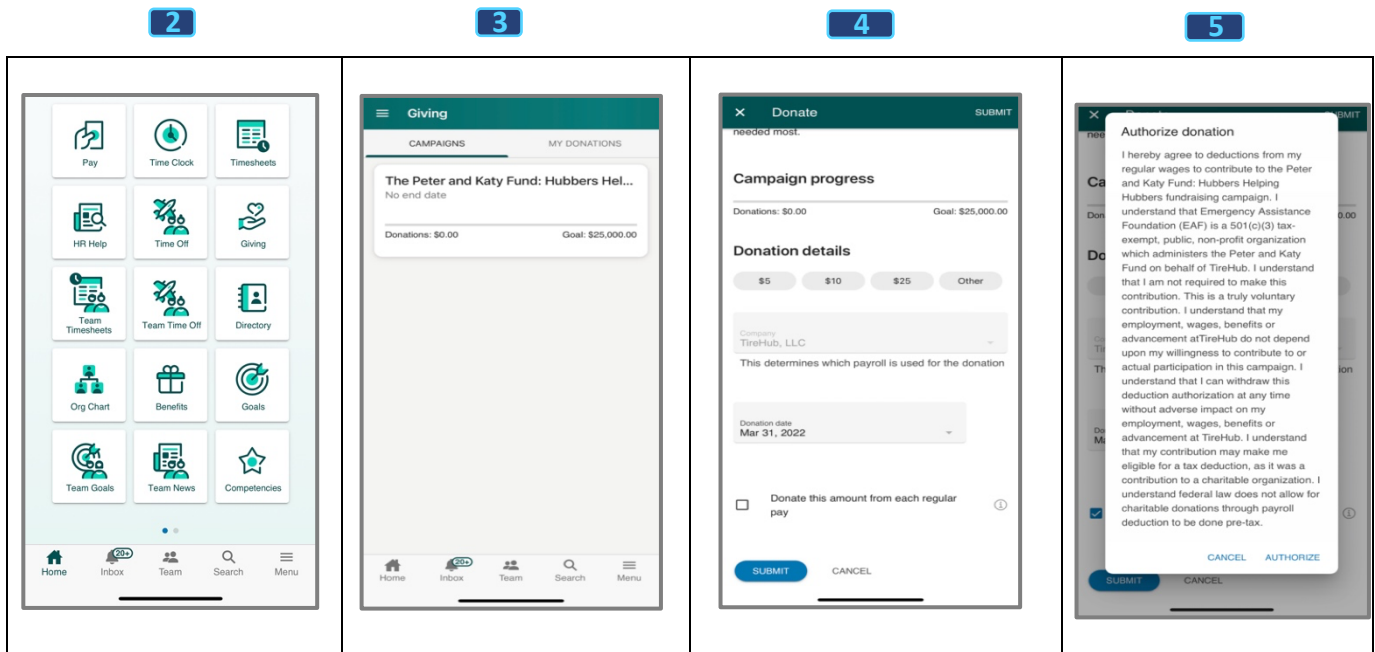 2
3
4
5
Pay
Time Clock
Timesheets
HR Help
Time Off
Giving
Team
Timesheets
Team Time Off
Directory
Org Chart
Benefits
Goals
Team Goals
Team News
Competencies
20+
Home
Inbox
Team
Search
Menu
Giving
CAMPAIGNS
MY DONATIONS
The Peter and Katy Fund: Hubbers Hel...
No end date
Donations: $0.00
Goal: $25,000.00
20+
Home
Inbox
Team
Search
Menu
Donate
SUBMIT
needed most.
Campaign progress
Donations: $0.00
Goal: $25,000.00
Donation details
$5
$10
$25
Other
Company
TireHub, LLC
This determines which payroll is used for the donation
Donation date
Mar 31, 2022
Donate this amount from each regular
pay
SUBMIT
CANCEL
Authorize donation
I hereby agree to deductions from my
regular wages to contribute to the Peter
and Katy Fund: Hubbers Helping
Hubbers fundraising campaign. I
understand that Emergency Assistance
Foundation (EAF) is a 501(c)(3) tax-
exempt, public, non-profit organization
which administers the Peter and Katy
Fund on behalf of TireHub. I understand
that I am not required to make this
contribution. This is a truly voluntary
contribution. I understand that my
employment, wages, benefits or
advancement atTireHub do not depend
upon my willingness to contribute to or
actual participation in this campaign. I
understand that I can withdraw this
deduction authorization at any time
without adverse impact on my
employment, wages, benefits or
advancement at TireHub. I understand
that my contribution may make me
eligible for a tax deduction, as it was a
contribution to a charitable organization. I
understand federal law does not allow for
charitable donations through payroll
deduction to be done pre-tax.
CANCEL
AUTHORIZE
SUBMIT
CANCEL